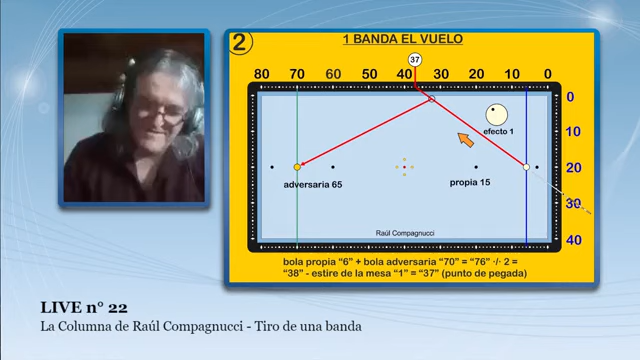 2
1 BANDA EL VUELO
37
80 70 60 50 40 30 20 10 0
0
efecto 1
10
20
adversaria 65
propia 15
30
Raúl Compagnucci
40
bola propia “6” + bola adversaria “70” = “76” ·/· 2 =
“38” - estire de la mesa “1” = “37” (punto de pegada)
LIVE n° 22
La Columna de Raúl Compagnucci - Tiro de una banda